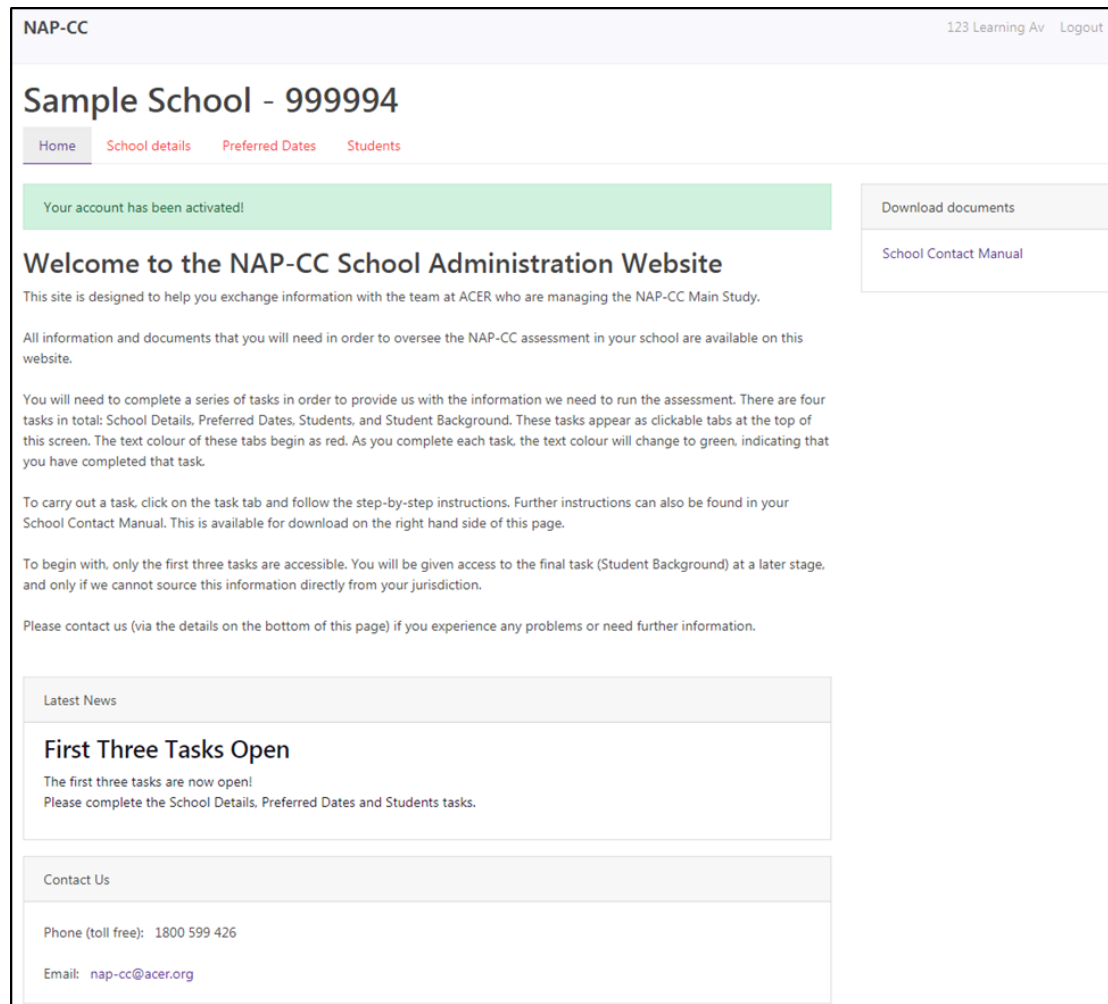 NAP-CC
123 Learning Av Logout
Sample School - 999994
Home School details Preferred Dates Students
Your account has been activated!
Download documents
School Contact Manual
Welcome to the NAP-CC School Administration Website
This site is designed to help you exchange information with the team at ACER who are managing the NAP-CC Main Study.
All information and documents that you will need in order to oversee the NAP-CC assessment in your school are available on this
website.
You will need to complete a series of tasks in order to provide us with the information we need to run the assessment. There are four
tasks in total: School Details, Preferred Dates, Students, and Student Background. These tasks appear as clickable tabs at the top of
this screen. The text colour of these tabs begin as red. As you complete each task, the text colour will change to green, indicating that
you have completed that task.
To carry out a task, click on the task tab and follow the step-by-step instructions. Further instructions can also be found in your
School Contact Manual. This is available for download on the right hand side of this page.
To begin with, only the first three tasks are accessible. You will be given access to the final task (Student Background) at a later stage,
and only if we cannot source this information directly from your jurisdiction.
Please contact us (via the details on the bottom of this page) if you experience any problems or need further information.
Latest News
First Three Tasks Open
The first three tasks are now open!
Please complete the School Details, Preferred Dates and Students tasks.
Contact Us
Phone (toll free): 1800 599 426
Email: nap-cc@acer.org